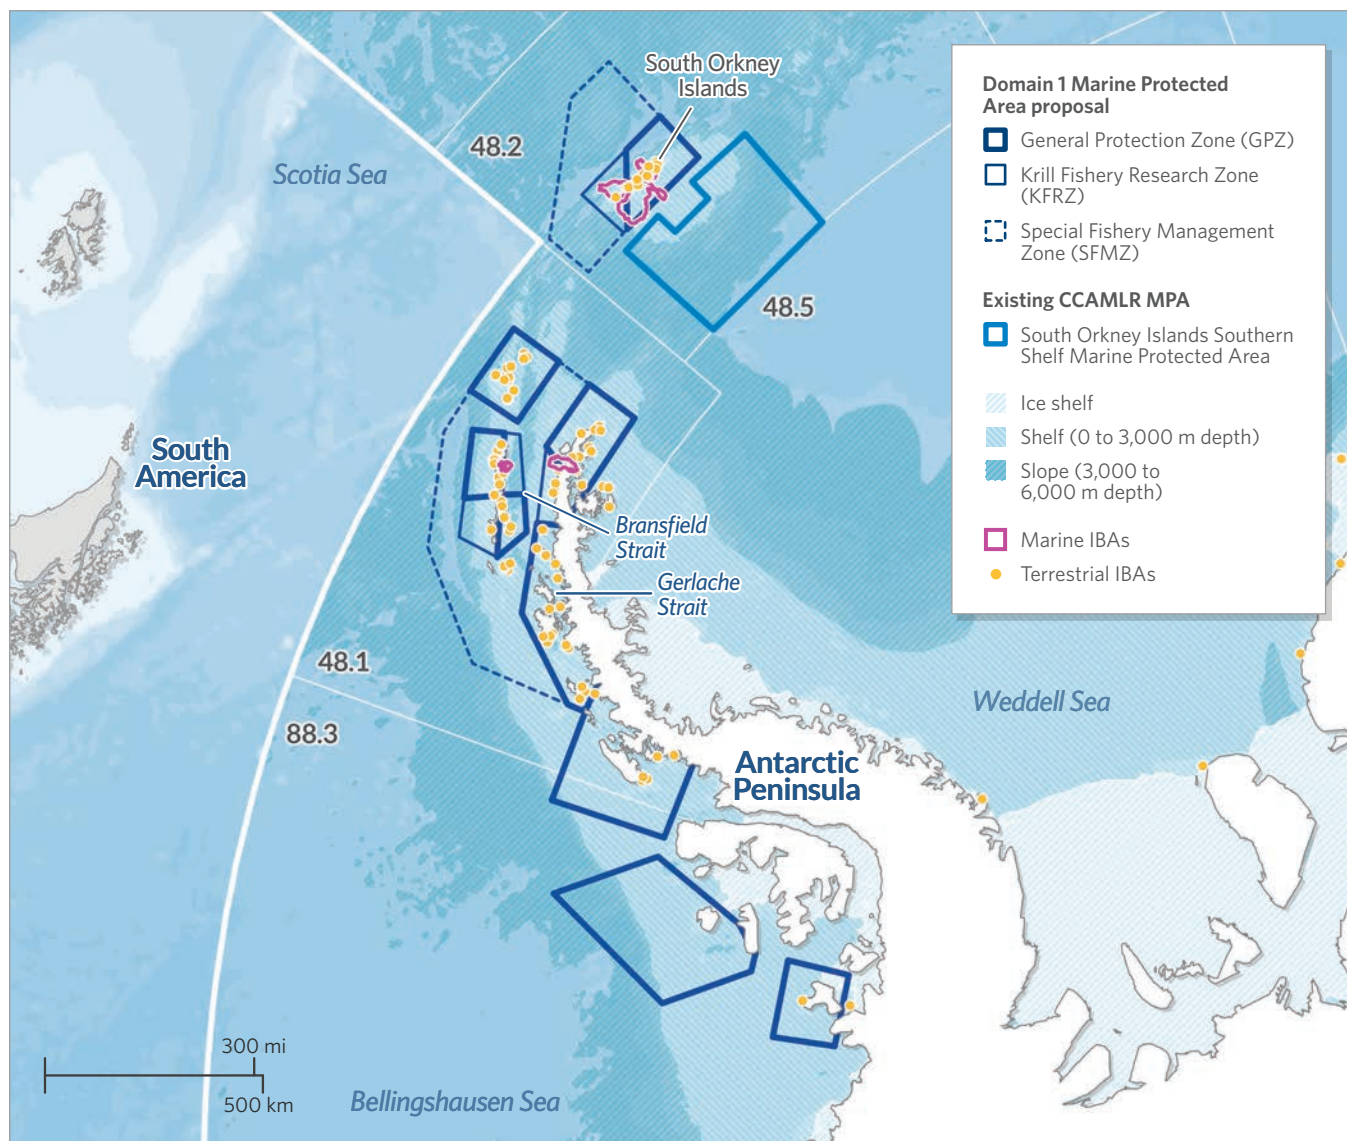 South Orkney
Islands
48.2
Scotia Sea
48.5
South
America
Bransfield
Strait
Gerlache
Strait
48.1
88.3
Weddell Sea
Antarctic
Peninsula
300 mi
500 km
Bellingshausen Sea
Domain 1 Marine Protected
Area proposal
General Protection Zone (GPZ)
Krill Fishery Research Zone
(KFRZ)
Special Fishery Management
Zone (SFMZ)
Existing CCAMLR MPA
South Orkney Islands Southern
Shelf Marine Protected Area
Ice shelf
Shelf (0 to 3,000 m depth)
Slope (3,000 to
6,000 m depth)
Marine IBAs
Terrestrial IBAs